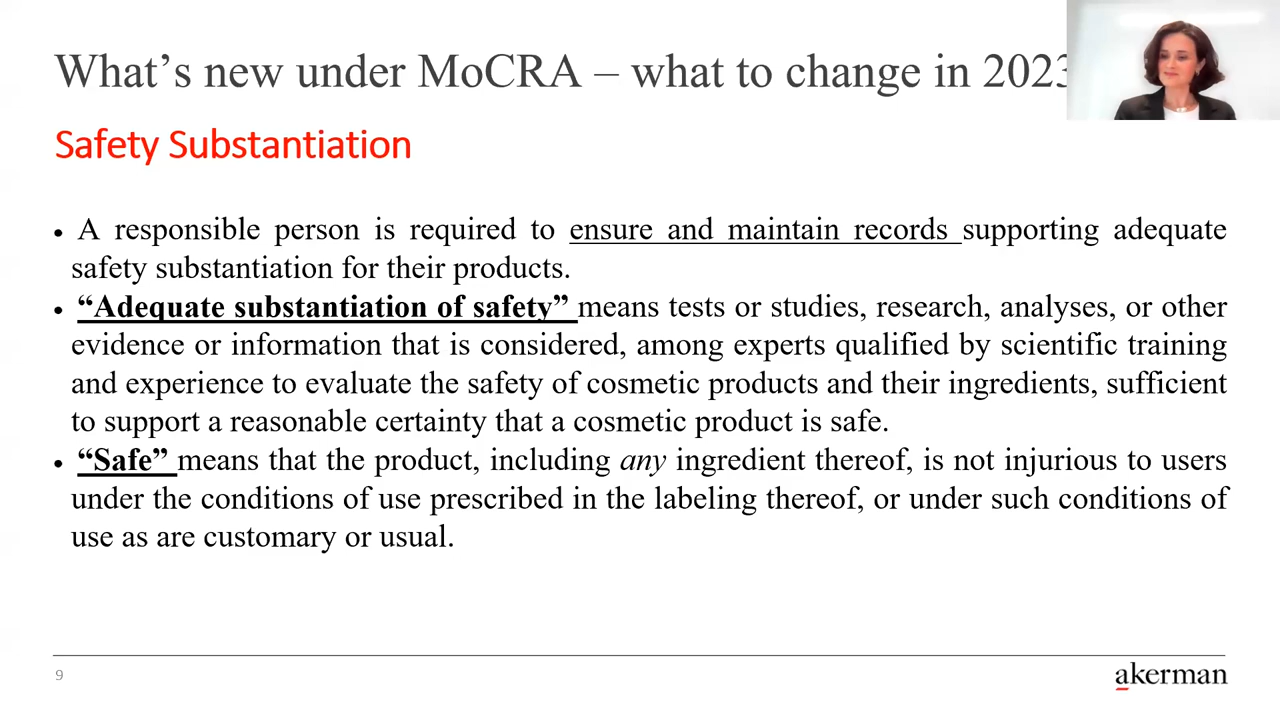 What’s new under MoCRA – what to change in 2023
Safety Substantiation
• A responsible person is required to ensure and maintain records supporting adequate
safety substantiation for their products.
• “Adequate substantiation of safety” means tests or studies, research, analyses, or other
evidence or information that is considered, among experts qualified by scientific training
and experience to evaluate the safety of cosmetic products and their ingredients, sufficient
to support a reasonable certainty that a cosmetic product is safe.
• “Safe” means that the product, including any ingredient thereof, is not injurious to users
under the conditions of use prescribed in the labeling thereof, or under such conditions of
use as are customary or usual.
9
akerman